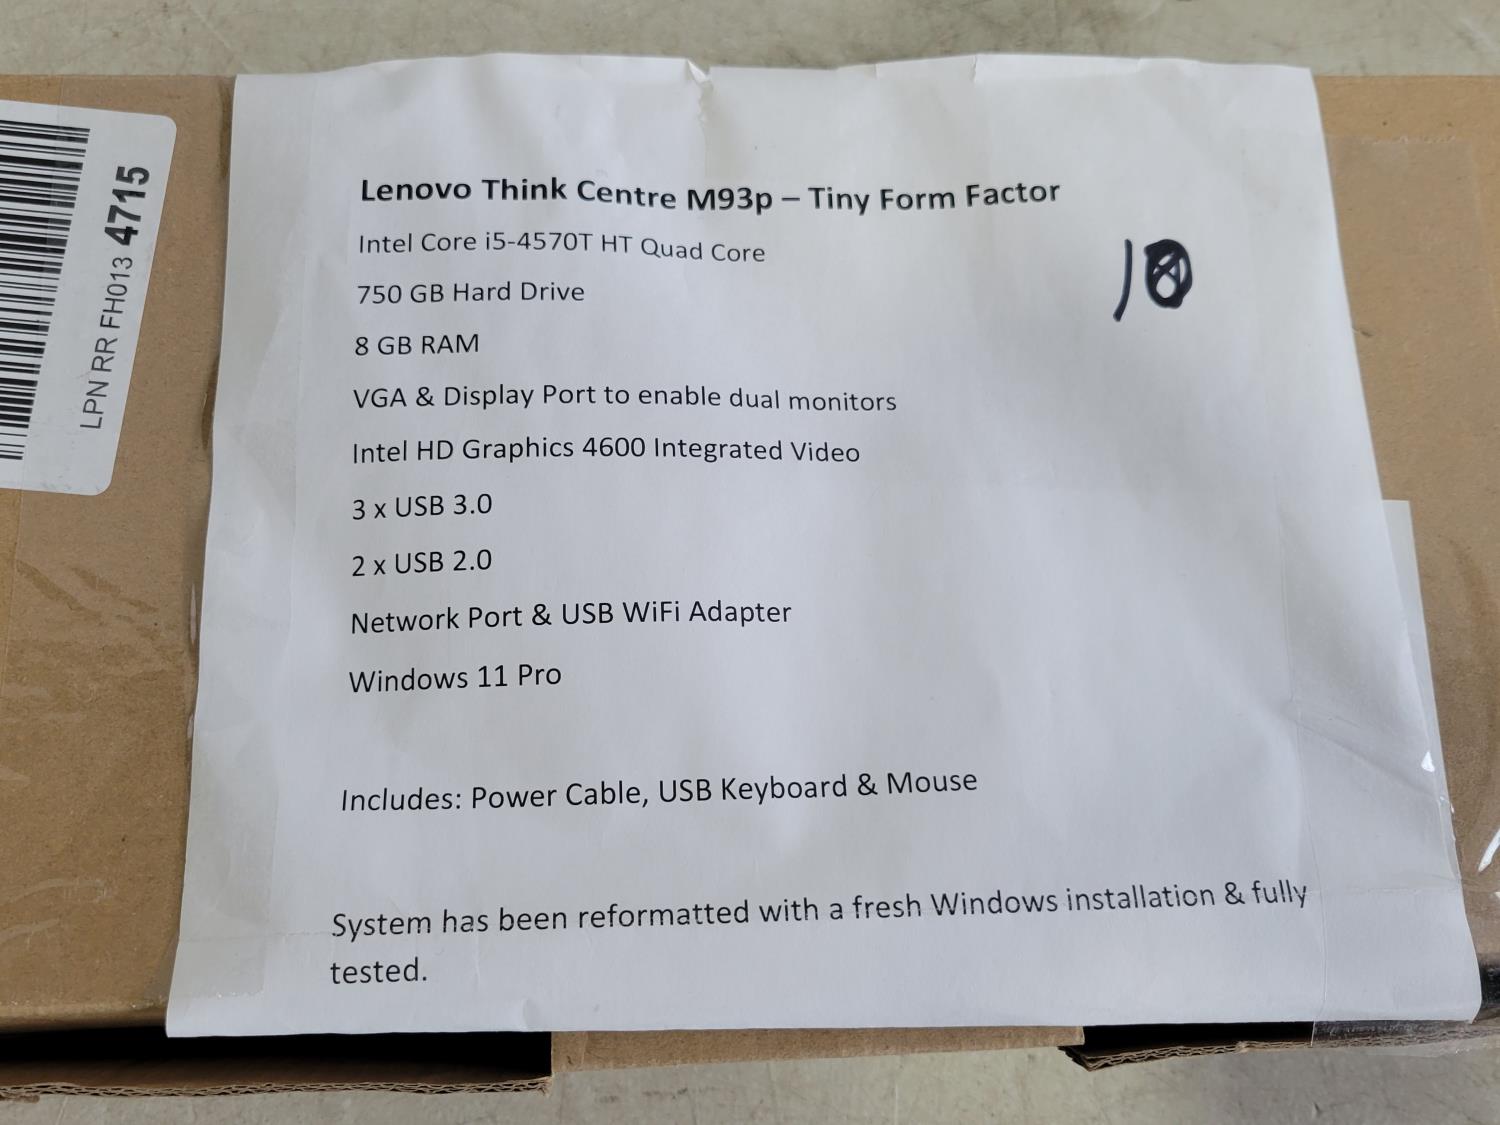 LPN RR FH013 4715
Lenovo Think Centre M93p – Tiny Form Factor
Intel Core i5-4570T HT Quad Core
750 GB Hard Drive
8 GB RAM
VGA & Display Port to enable dual monitors
Intel HD Graphics 4600 Integrated Video
3 x USB 3.0
2 x USB 2.0
Network Port & USB WiFi Adapter
Windows 11 Pro
Includes: Power Cable, USB Keyboard & Mouse
System has been reformatted with a fresh Windows installation & fully
tested.